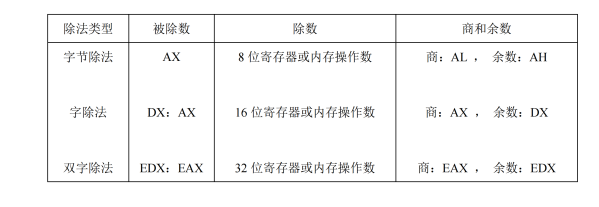 除法类型 被除数 除数 商和余数
字节除法 AX 8 位寄存器或内存操作数 商：AL ， 余数：AH
字除法 DX：AX 16 位寄存器或内存操作数 商：AX ， 余数：DX
双字除法 EDX：EAX 32 位寄存器或内存操作数 商：EAX ， 余数：EDX